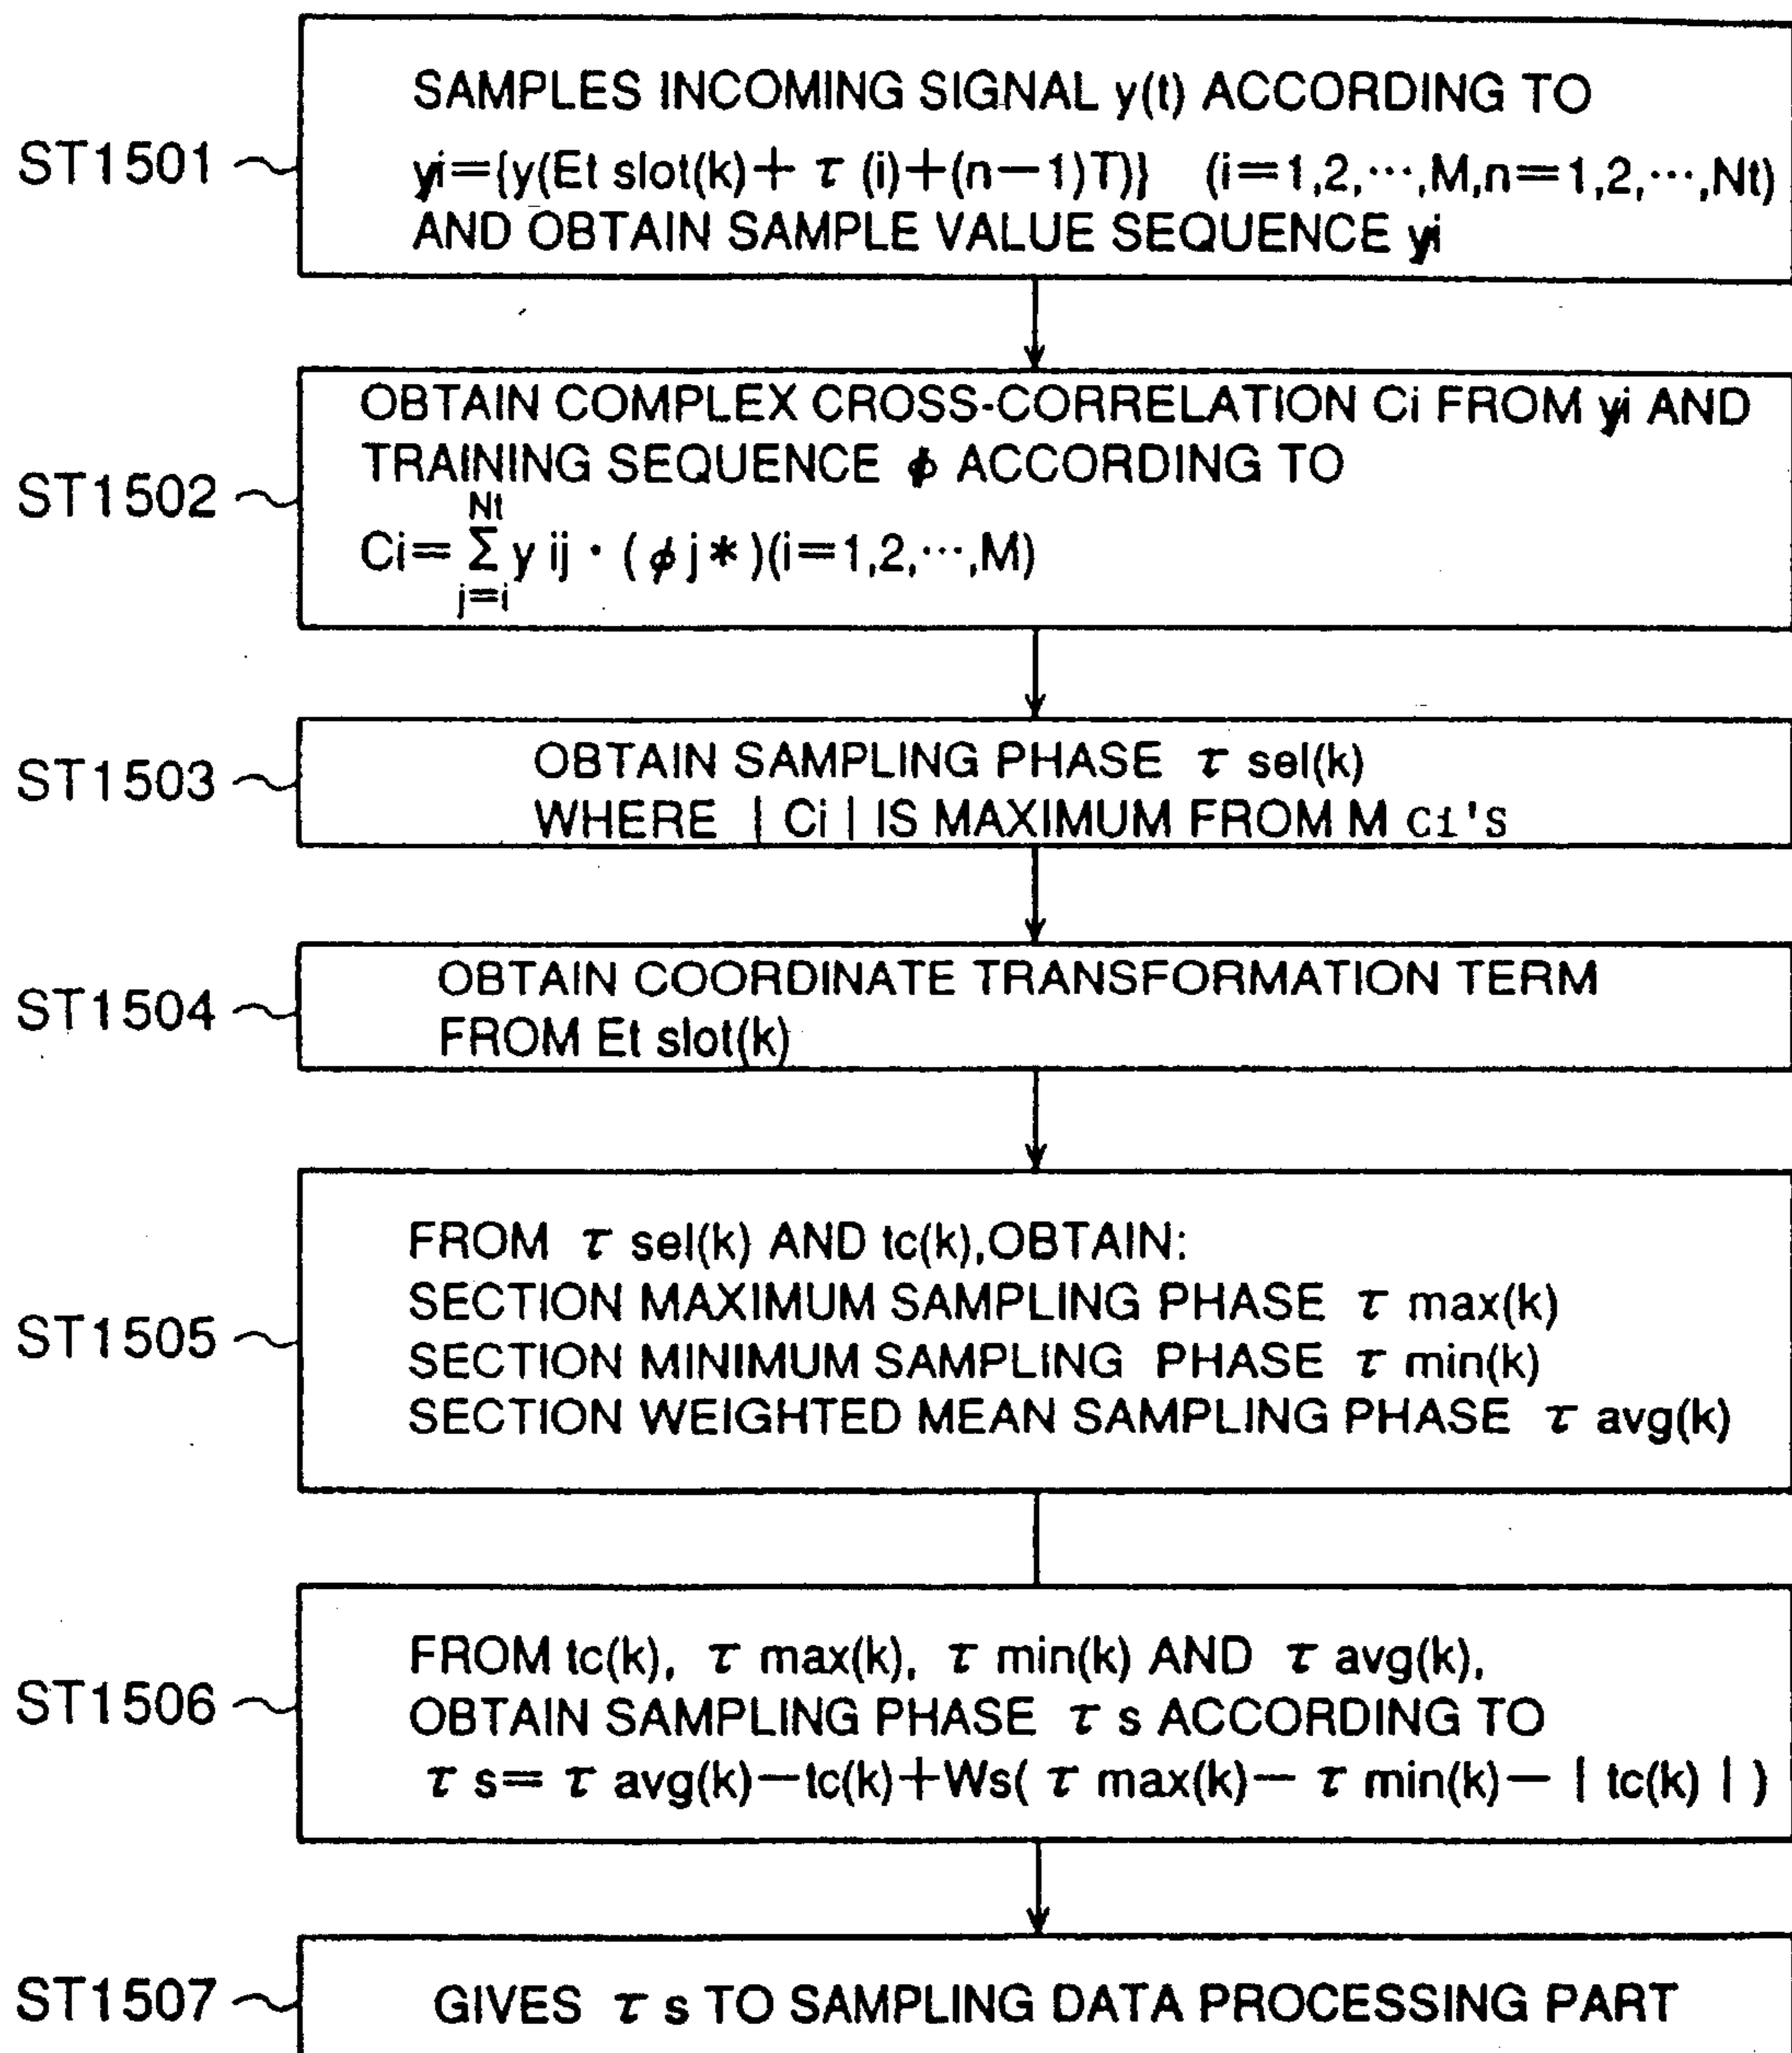 ST1501
SAMPLES INCOMING SIGNAL y(t) ACCORDING TO
yi={y(Et slot(k)+ τ (i)+(n−1)T)} (i=1,2,⋯,M,n=1,2,⋯,Nt)
AND OBTAIN SAMPLE VALUE SEQUENCE yi
ST1502
OBTAIN COMPLEX CROSS-CORRELATION Ci FROM yi AND
TRAINING SEQUENCE ϕ ACCORDING TO
Nt
Ci= Σ y ij · ( ϕ j* )(i=1,2,⋯,M)
j=i
ST1503
OBTAIN SAMPLING PHASE τ sel(k)
WHERE | Ci | IS MAXIMUM FROM M Ci'S
ST1504
OBTAIN COORDINATE TRANSFORMATION TERM
FROM Et slot(k)
ST1505
FROM τ sel(k) AND tc(k),OBTAIN:
SECTION MAXIMUM SAMPLING PHASE τ max(k)
SECTION MINIMUM SAMPLING PHASE τ min(k)
SECTION WEIGHTED MEAN SAMPLING PHASE τ avg(k)
ST1506
FROM tc(k), τ max(k), τ min(k) AND τ avg(k),
OBTAIN SAMPLING PHASE τ s ACCORDING TO
τ s= τ avg(k)−tc(k)+Ws( τ max(k)− τ min(k)− | tc(k) | )
ST1507
GIVES τ s TO SAMPLING DATA PROCESSING PART